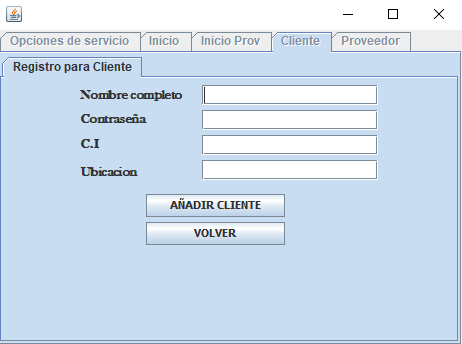 Opciones de servicio Inicio Inicio Prov Cliente Proveedor
Registro para Cliente
Nombre completo
Contraseña
C.I
Ubicacion
AÑADIR CLIENTE
VOLVER